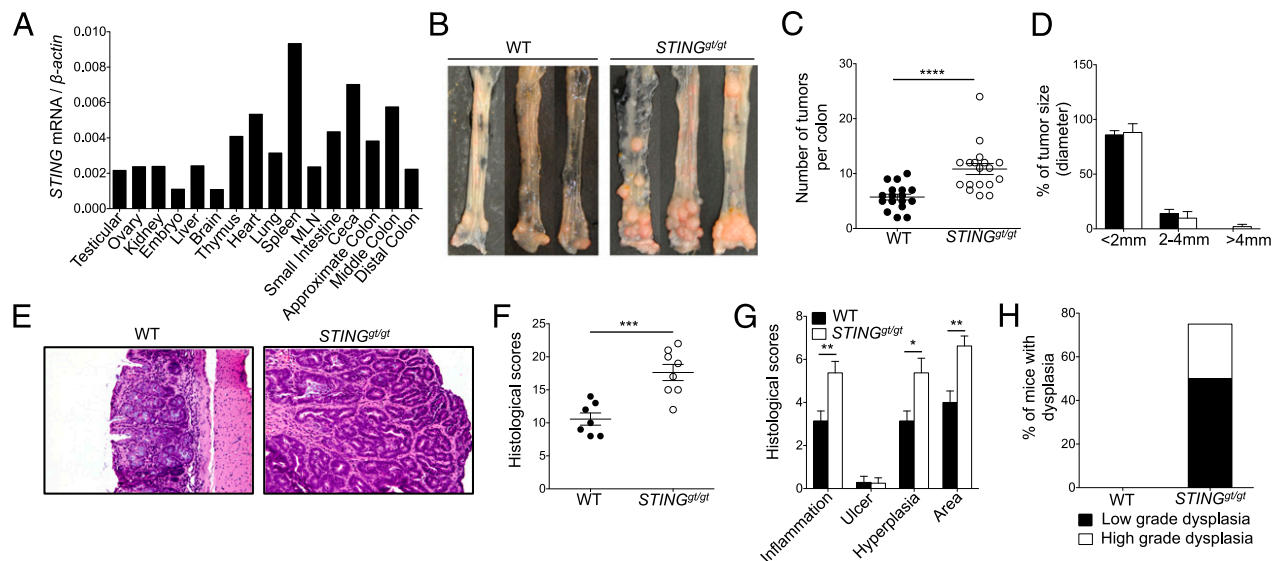 A
STING mRNA / β-actin
0.010
0.008
0.006
0.004
0.002
0.000
Testicular
Ovary
Kidney
Embryo
Liver
Brain
Thymus
Heart
Lung
Spleen
MLN
Small Intestine
Ceca
Approximate Colon
Middle Colon
Distal Colon
B
WT
STINGgt/gt
C
Number of tumors
per colon
30
20
10
0
****
WT
STINGgt/gt
D
% of tumor size
(diameter)
150
100
50
0
<2mm
2-4mm
>4mm
E
WT
STINGgt/gt
F
Histological scores
25
20
15
10
5
0
***
WT
STINGgt/gt
G
WT
STINGgt/gt
Histological scores
8
6
4
2
0
**
*
**
Inflammation
Ulcer
Hyperplasia
Area
H
% of mice with
dysplasia
80
60
40
20
0
WT
STINGgt/gt
Low grade dysplasia
High grade dysplasia